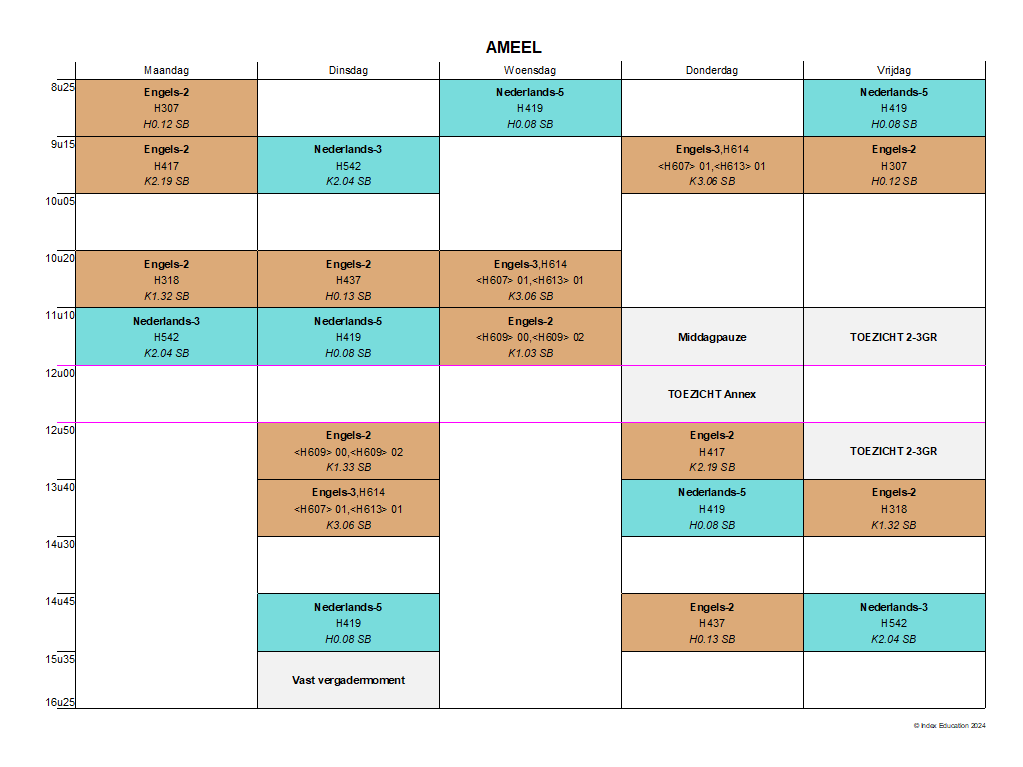 AMEEL
Maandag Dinsdag Woensdag Donderdag Vrijdag
8u25
Engels-2
H307
H0.12 SB
Nederlands-5
H419
H0.08 SB
Nederlands-5
H419
H0.08 SB
9u15
Engels-2
H417
K2.19 SB
Nederlands-3
H542
K2.04 SB
Engels-3,H614
<H607> 01,<H613> 01
K3.06 SB
Engels-2
H307
H0.12 SB
10u05
10u20
Engels-2
H318
K1.32 SB
Engels-2
H437
H0.13 SB
Engels-3,H614
<H607> 01,<H613> 01
K3.06 SB
11u10
Nederlands-3
H542
K2.04 SB
Nederlands-5
H419
H0.08 SB
Engels-2
<H609> 00,<H609> 02
K1.03 SB
Middagpauze
TOEZICHT 2-3GR
12u00
TOEZICHT Annex
12u50
Engels-2
<H609> 00,<H609> 02
K1.33 SB
Engels-2
H417
K2.19 SB
TOEZICHT 2-3GR
13u40
Engels-3,H614
<H607> 01,<H613> 01
K3.06 SB
Nederlands-5
H419
H0.08 SB
Engels-2
H318
K1.32 SB
14u30
14u45
Nederlands-5
H419
H0.08 SB
Engels-2
H437
H0.13 SB
Nederlands-3
H542
K2.04 SB
15u35
Vast vergadermoment
16u25
© Index Education 2024